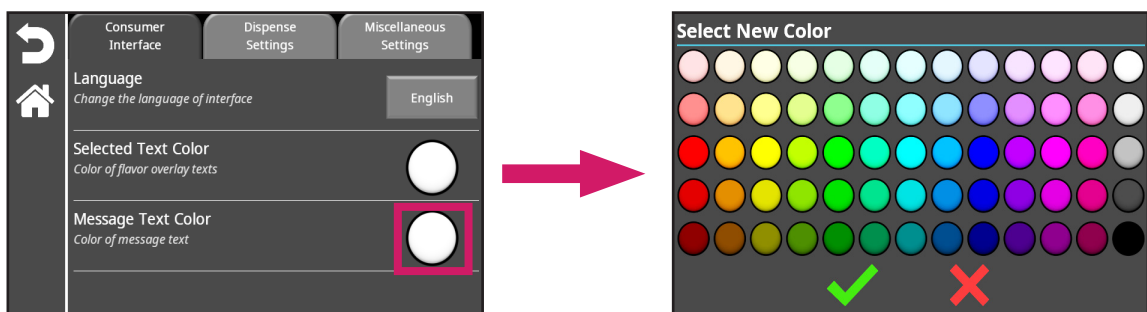 Consumer
Interface
Dispense
Settings
Miscellaneous
Settings
Language
Change the language of interface
English
Selected Text Color
Color of flavor overlay texts
Message Text Color
Color of message text
Select New Color